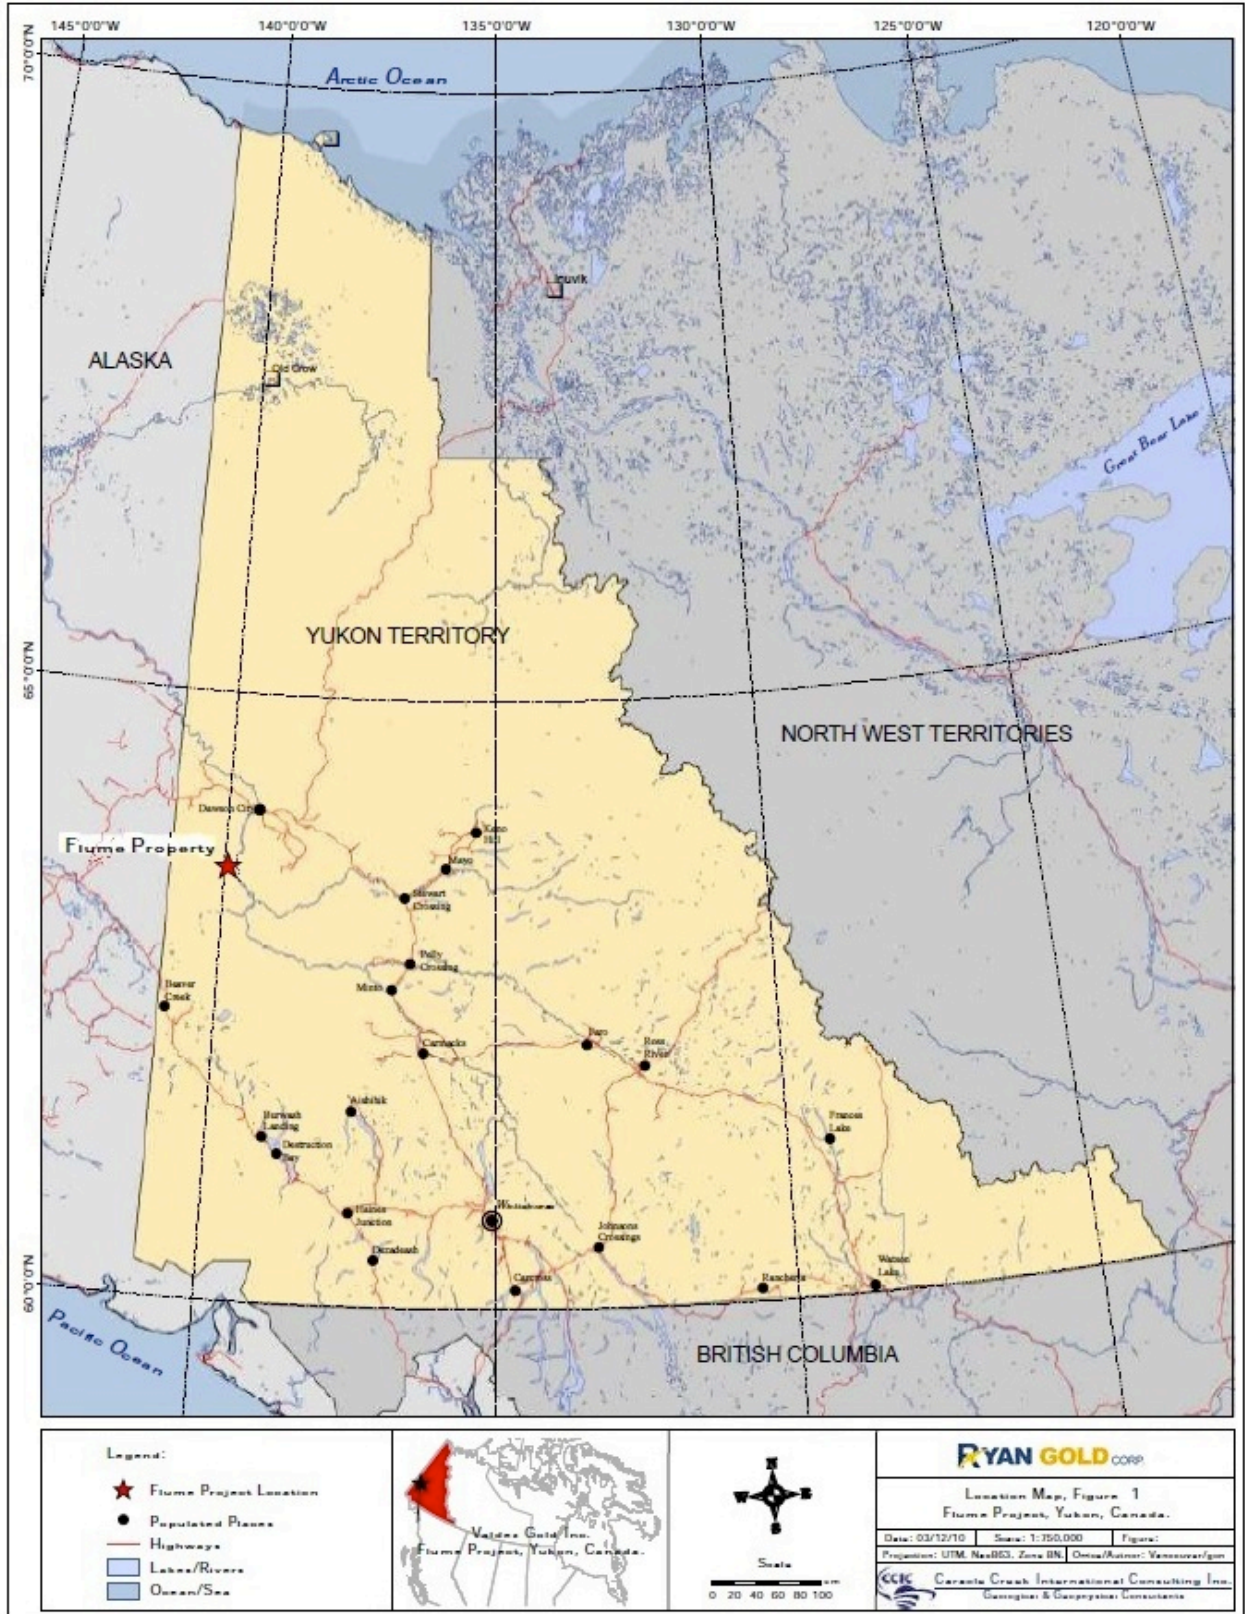 145°0'0"W 140°0'0"W 135°0'0"W 130°0'0"W 125°0'0"W 120°0'0"W
70°0'0"N
Arctic Ocean
Inuvik
ALASKA
Old Crow
Great Bear Lake
YUKON TERRITORY
65°0'0"N
NORTH WEST TERRITORIES
Dawson City
Flume Property
Keno
Hill
Mayo
Stewart
Crossing
Pelly
Crossing
Minto
Beaver
Creek
Carmacks
Faro
Ross
River
Aishihik
Burwash
Landing
Destruction
Bay
Frances
Lake
Haines
Junction
Whitehorse
Johnsons
Crossings
Dezadeash
Carcross
Rancheria
Watson
Lake
60°0'0"N
Pacific Ocean
BRITISH COLUMBIA
Legend:
Flume Project Location
Populated Places
Highways
Lakes/Rivers
Ocean/Sea
Valdez Gold Inc.
Flume Project, Yukon, Canada.
N
W E
S
Scale
km
0 20 40 60 80 100
RYAN GOLD CORP.
Location Map, Figure 1
Flume Project, Yukon, Canada.
Date: 03/12/10 Scale: 1:750,000 Figure:
Projection: UTM, Nad83, Zone 8N. Office/Author: Vancouver/gsn
CCIC Caracle Creek International Consulting Inc.
Geological & Geophysical Consultants